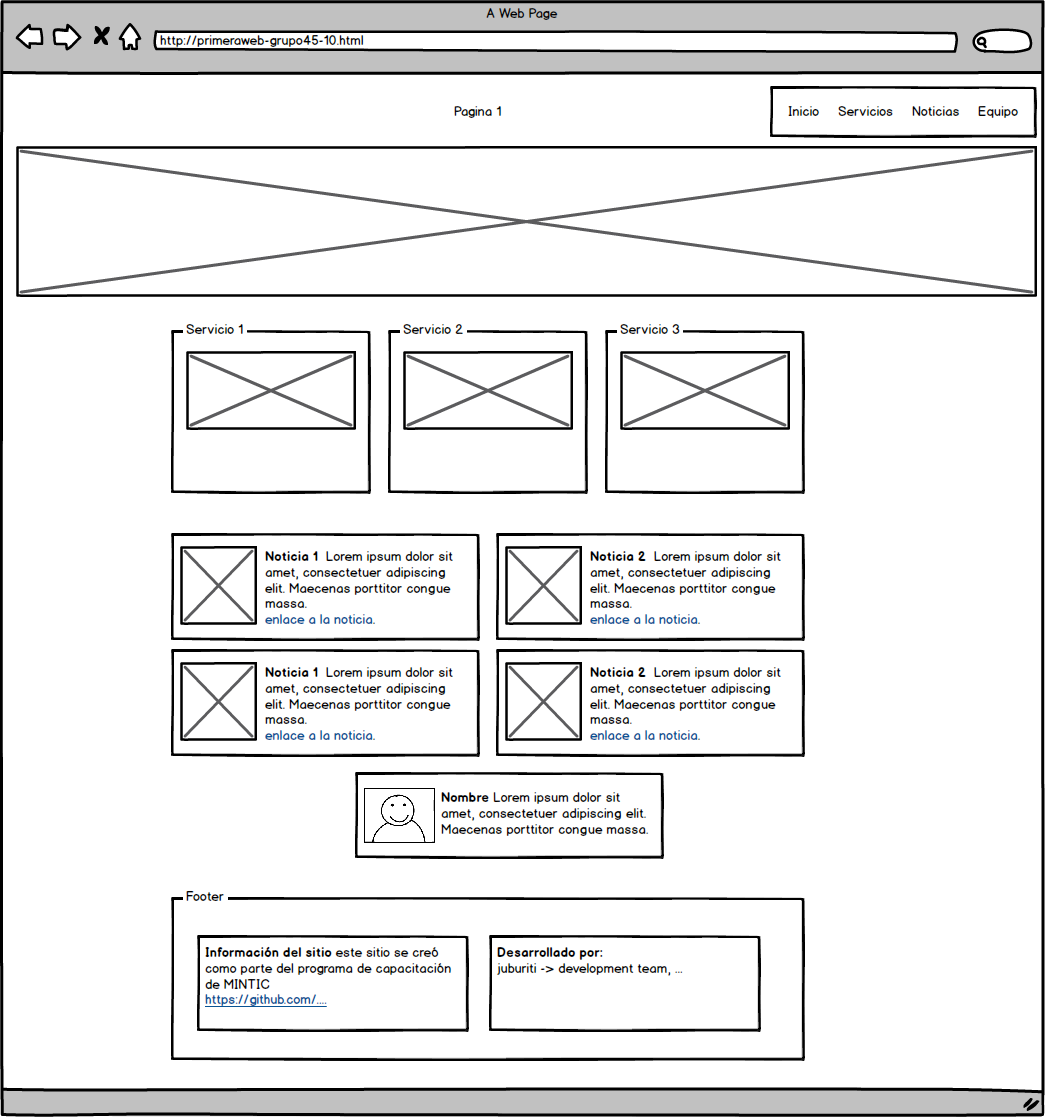 A Web Page
http://primeraweb-grupo45-10.html
Pagina 1
Inicio Servicios Noticias Equipo
Servicio 1
Servicio 2
Servicio 3
Noticia 1 Lorem ipsum dolor sit
amet, consectetuer adipiscing
elit. Maecenas porttitor congue
massa.
enlace a la noticia.
Noticia 2 Lorem ipsum dolor sit
amet, consectetuer adipiscing
elit. Maecenas porttitor congue
massa.
enlace a la noticia.
Noticia 1 Lorem ipsum dolor sit
amet, consectetuer adipiscing
elit. Maecenas porttitor congue
massa.
enlace a la noticia.
Noticia 2 Lorem ipsum dolor sit
amet, consectetuer adipiscing
elit. Maecenas porttitor congue
massa.
enlace a la noticia.
Nombre Lorem ipsum dolor sit
amet, consectetuer adipiscing elit.
Maecenas porttitor congue massa.
Footer
Información del sitio este sitio se creó
como parte del programa de capacitación
de MINTIC
https://github.com/....
Desarrollado por:
juburiti -> development team, ...